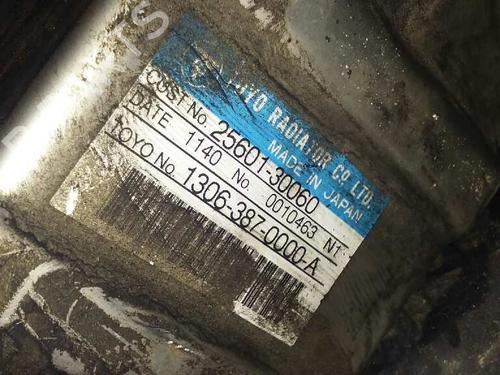 TOYO RADIATOR CO., LTD.
MADE IN JAPAN
CUST No. 25601-30060
DATE 1140 No. 0010463 N1
TOYO No. 1306-387-0000-A